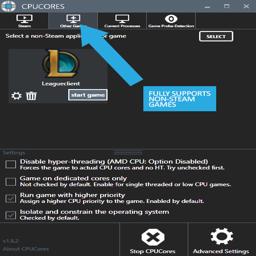 CPUCORES
Steam
Other Games
Current Processes
Game Probe Detection
Select a non-Steam application or game
SELECT
Leagueclient
start game
FULLY SUPPORTS
NON-STEAM
GAMES
Settings
Disable hyper-threading (AMD CPU: Option Disabled)
Forces the game to actual CPU cores and no HT. Try unchecked first.
Game on dedicated cores only
Not checked by default. Enable for single threaded or low CPU games.
Run game with higher priority
Assign a higher CPU priority to the game. Enabled by default.
Isolate and constrain the operating system
Checked by default.
v1.8.2
About CPUCores
Stop CPUCores
Advanced Settings